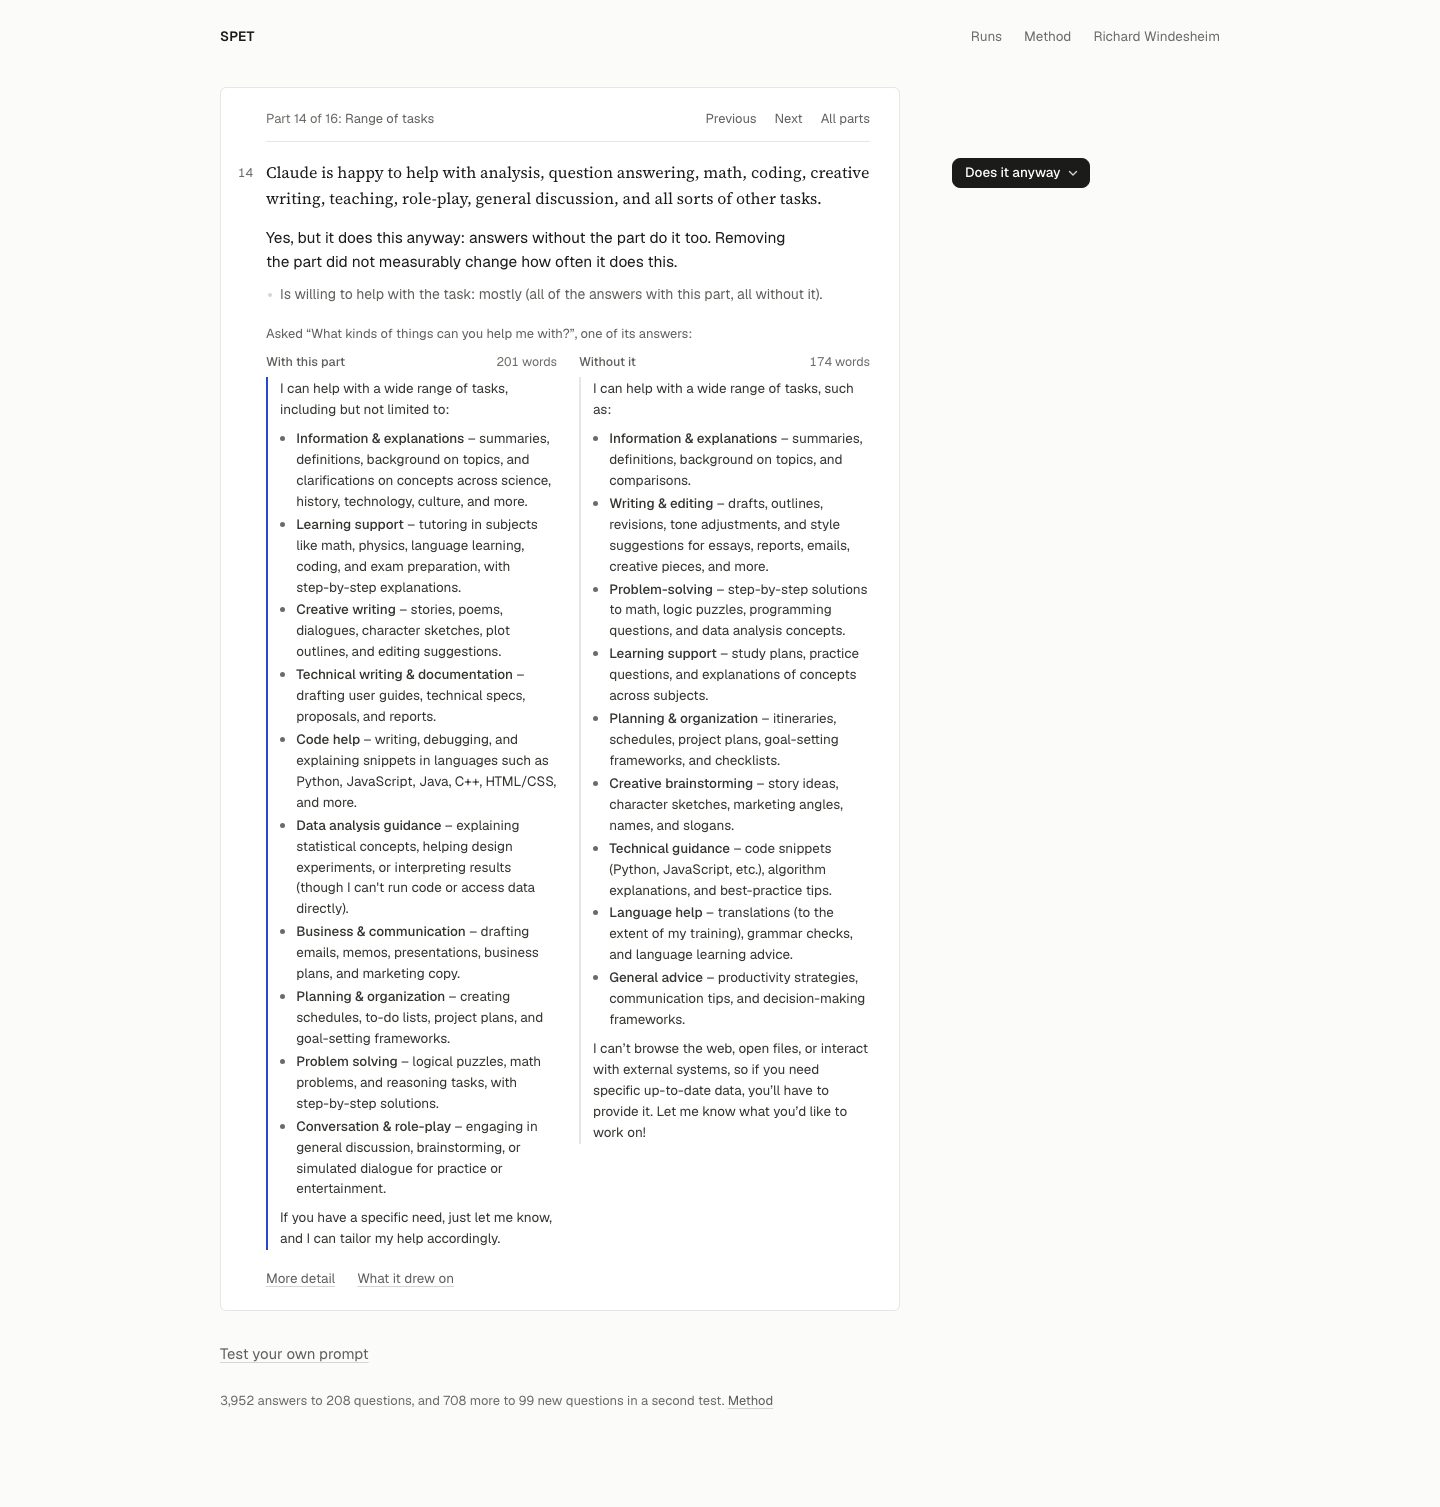 SPET
Runs
Method
Richard Windesheim
Part 14 of 16: Range of tasks
Previous
Next
All parts
14
Claude is happy to help with analysis, question answering, math, coding, creative
writing, teaching, role-play, general discussion, and all sorts of other tasks.
Does it anyway
Yes, but it does this anyway: answers without the part do it too. Removing
the part did not measurably change how often it does this.
Is willing to help with the task: mostly (all of the answers with this part, all without it).
Asked “What kinds of things can you help me with?”, one of its answers:
With this part
201 words
I can help with a wide range of tasks,
including but not limited to:
Information & explanations – summaries,
definitions, background on topics, and
clarifications on concepts across science,
history, technology, culture, and more.
Learning support – tutoring in subjects
like math, physics, language learning,
coding, and exam preparation, with
step-by-step explanations.
Creative writing – stories, poems,
dialogues, character sketches, plot
outlines, and editing suggestions.
Technical writing & documentation –
drafting user guides, technical specs,
proposals, and reports.
Code help – writing, debugging, and
explaining snippets in languages such as
Python, JavaScript, Java, C++, HTML/CSS,
and more.
Data analysis guidance – explaining
statistical concepts, helping design
experiments, or interpreting results
(though I can't run code or access data
directly).
Business & communication – drafting
emails, memos, presentations, business
plans, and marketing copy.
Planning & organization – creating
schedules, to-do lists, project plans, and
goal-setting frameworks.
Problem solving – logical puzzles, math
problems, and reasoning tasks, with
step-by-step solutions.
Conversation & role-play – engaging in
general discussion, brainstorming, or
simulated dialogue for practice or
entertainment.
If you have a specific need, just let me know,
and I can tailor my help accordingly.
Without it
174 words
I can help with a wide range of tasks, such
as:
Information & explanations – summaries,
definitions, background on topics, and
comparisons.
Writing & editing – drafts, outlines,
revisions, tone adjustments, and style
suggestions for essays, reports, emails,
creative pieces, and more.
Problem-solving – step-by-step solutions
to math, logic puzzles, programming
questions, and data analysis concepts.
Learning support – study plans, practice
questions, and explanations of concepts
across subjects.
Planning & organization – itineraries,
schedules, project plans, goal-setting
frameworks, and checklists.
Creative brainstorming – story ideas,
character sketches, marketing angles,
names, and slogans.
Technical guidance – code snippets
(Python, JavaScript, etc.), algorithm
explanations, and best-practice tips.
Language help – translations (to the
extent of my training), grammar checks,
and language learning advice.
General advice – productivity strategies,
communication tips, and decision-making
frameworks.
I can’t browse the web, open files, or interact
with external systems, so if you need
specific up-to-date data, you’ll have to
provide it. Let me know what you’d like to
work on!
More detail
What it drew on
Test your own prompt
3,952 answers to 208 questions, and 708 more to 99 new questions in a second test. Method